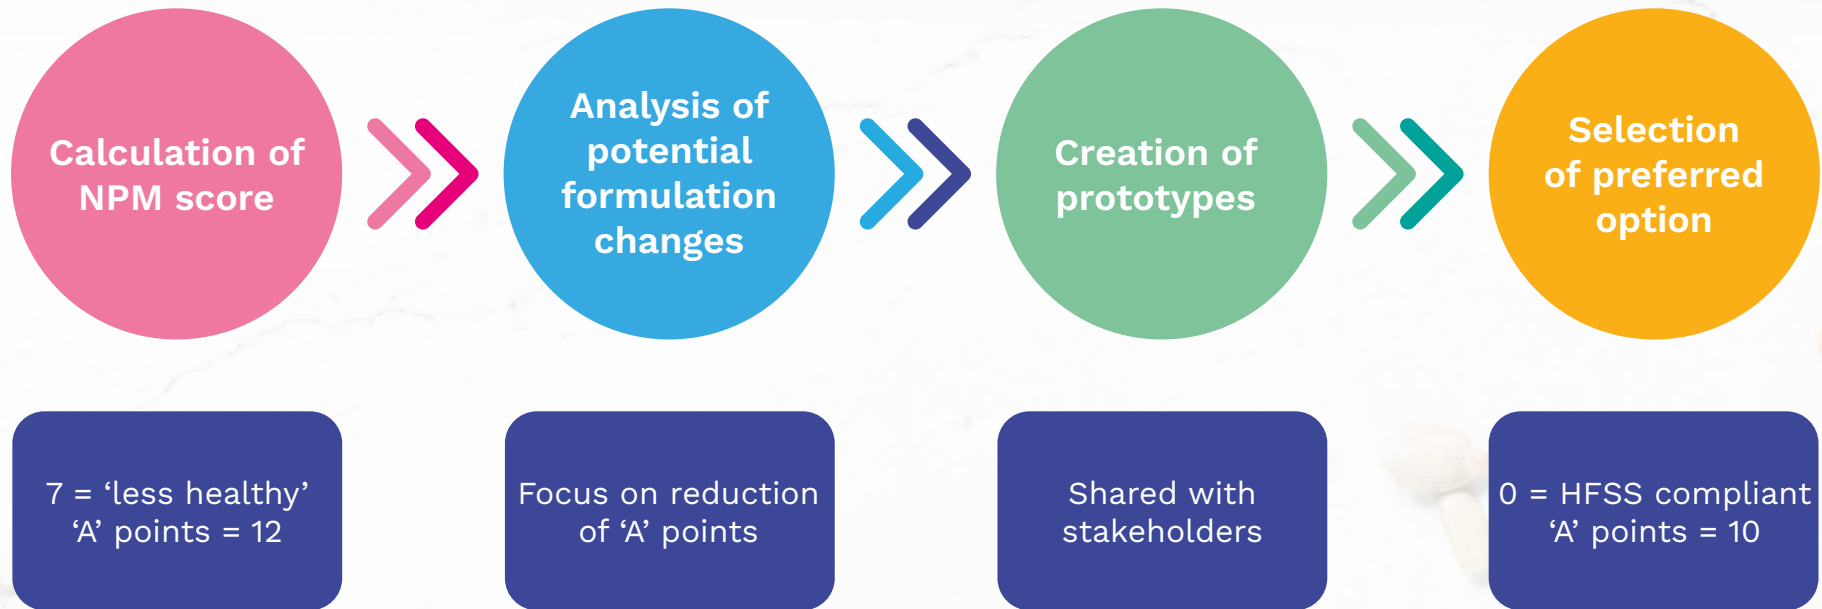 Calculation of
NPM score
Analysis of
potential
formulation
changes
Creation of
prototypes
Selection
of preferred
option
7 = ‘less healthy’
‘A’ points = 12
Focus on reduction
of ‘A’ points
Shared with
stakeholders
0 = HFSS compliant
‘A’ points = 10